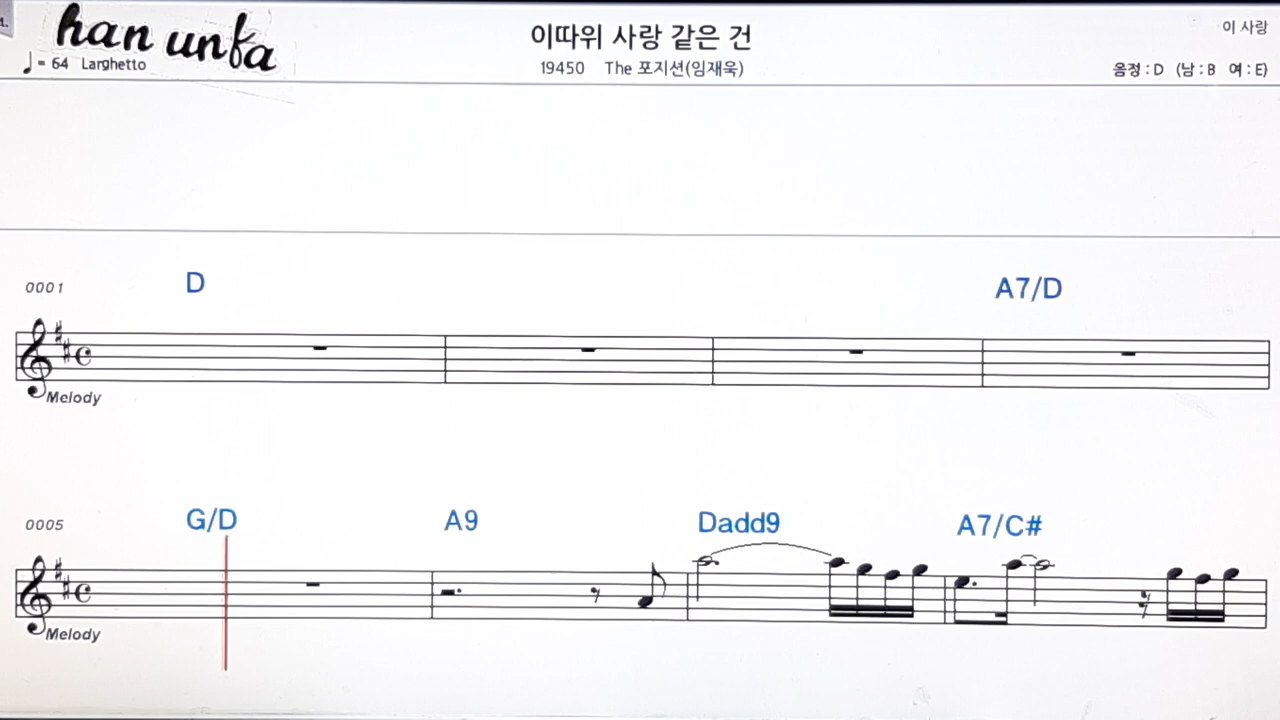 han unfa
이따위 사랑 같은 건
이 사랑
♩= 64 Larghetto
19450 The 포지션(임재욱)
음정 : D (남 : B 여 : E)
0001
D
A7/D
Melody
0005
G/D
A9
Dadd9
A7/C#
Melody